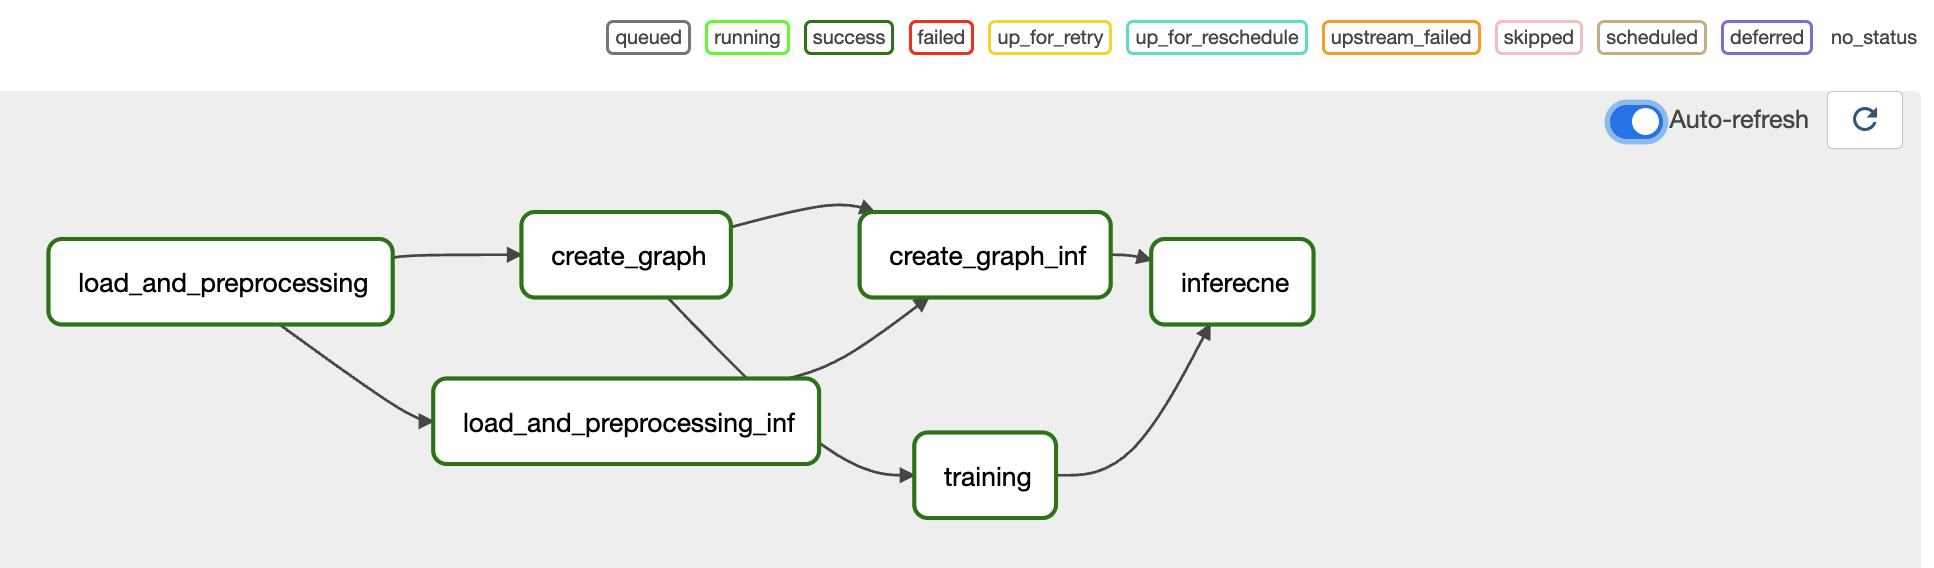 queued running success failed up_for_retry up_for_reschedule upstream_failed skipped scheduled deferred no_status
Auto-refresh
load_and_preprocessing
create_graph
create_graph_inf
inferecne
load_and_preprocessing_inf
training